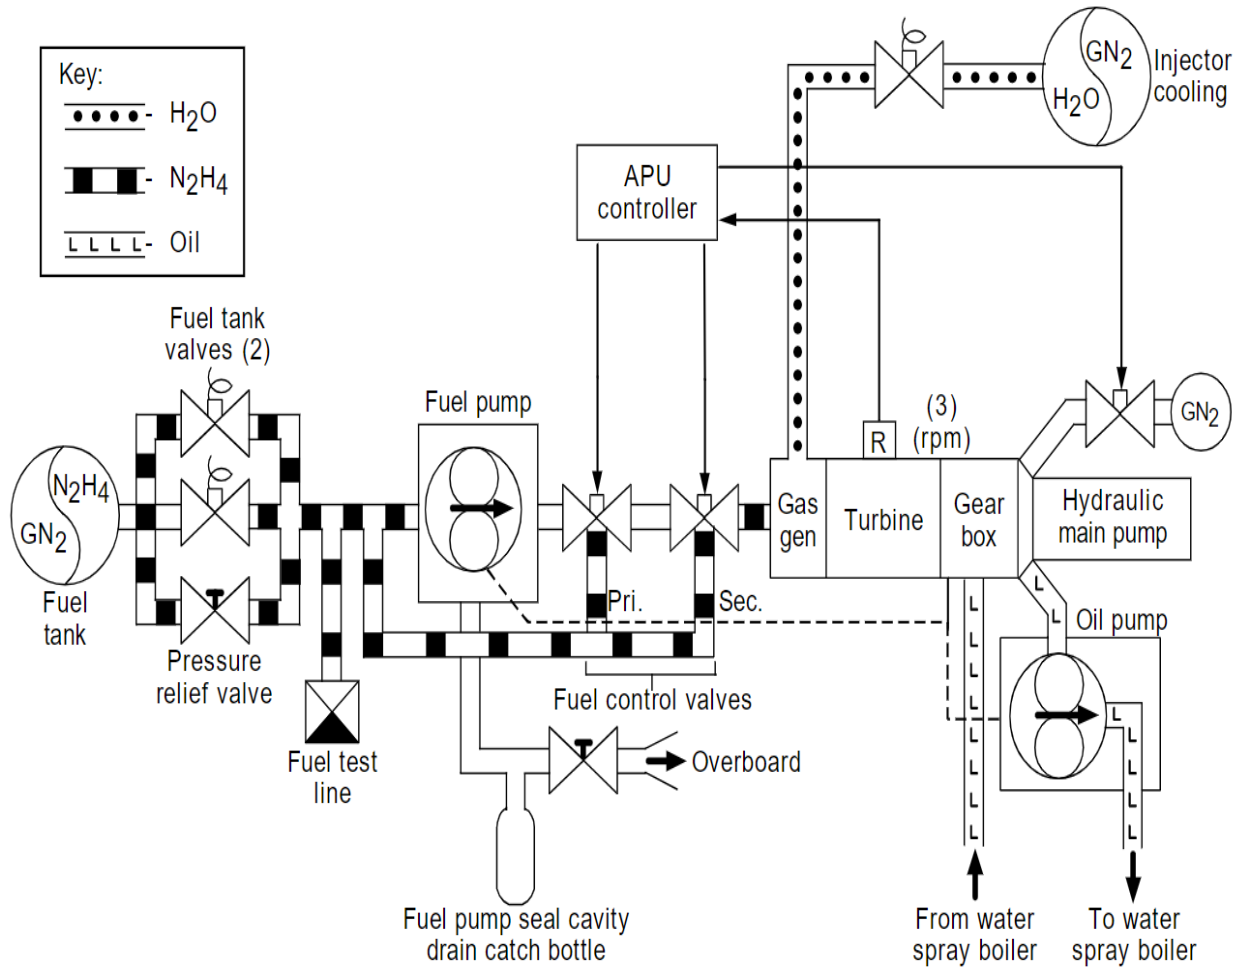 Key:
H2O
N2H4
L L L L
Oil
GN2
H2O
Injector
cooling
APU
controller
Fuel tank
valves (2)
Fuel pump
(3)
(rpm)
R
GN2
N2H4
GN2
Fuel
tank
Gas
gen
Turbine
Gear
box
Hydraulic
main pump
Pri.
Sec.
Oil pump
Pressure
relief valve
Fuel control valves
Fuel test
line
Overboard
Fuel pump seal cavity
drain catch bottle
From water
spray boiler
To water
spray boiler